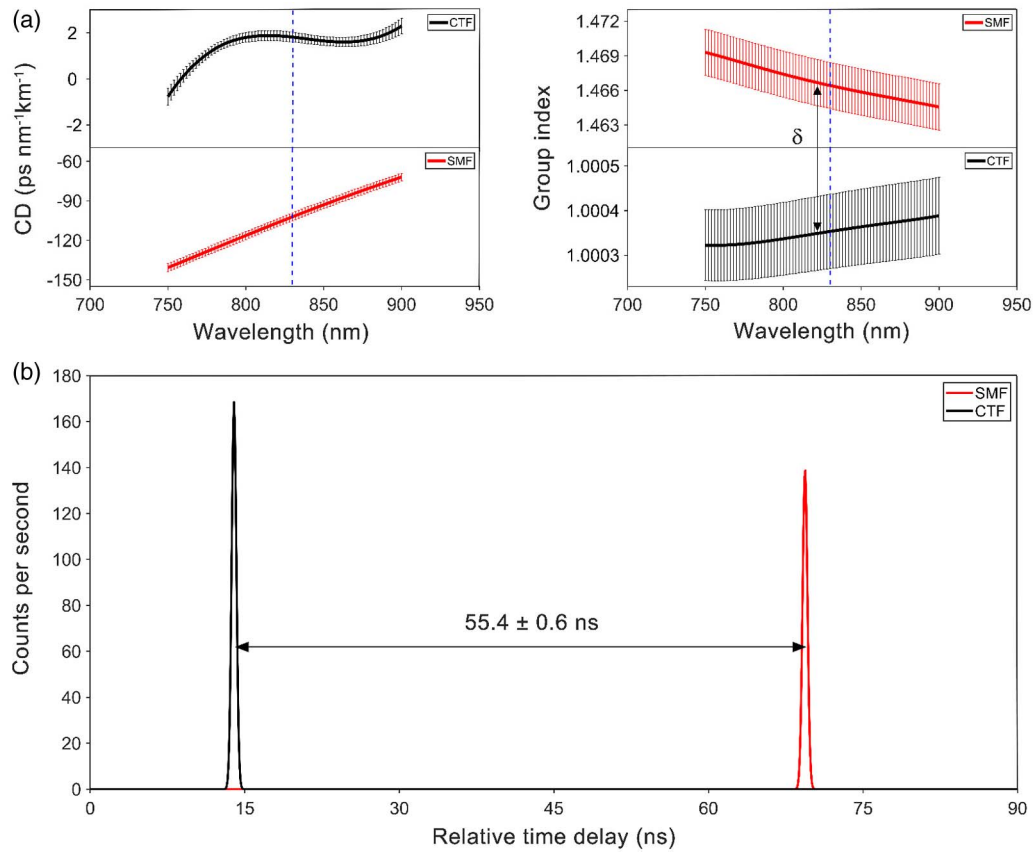 (a)
CD (ps nm⁻¹km⁻¹)
2
0
-2
CTF
-60
-90
-120
-150
SMF
700 750 800 850 900 950
Wavelength (nm)
Group index
1.472
1.469
1.466
1.463
SMF
δ
1.0005
1.0004
1.0003
CTF
700 750 800 850 900 950
Wavelength (nm)
(b)
Counts per second
180
160
140
120
100
80
60
40
20
0
SMF
CTF
55.4 ± 0.6 ns
0 15 30 45 60 75 90
Relative time delay (ns)